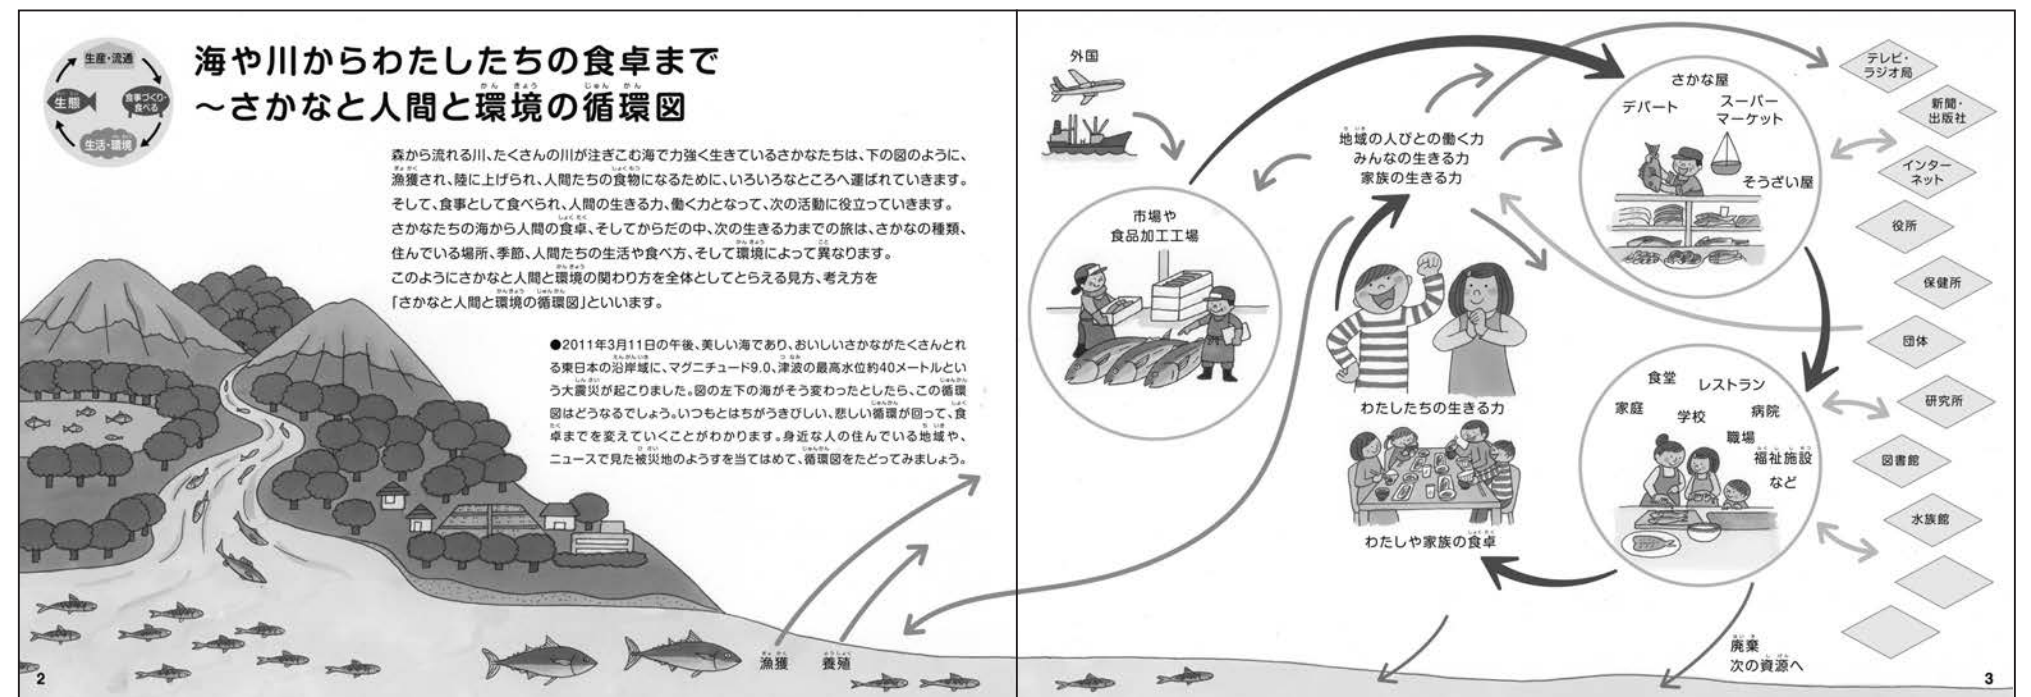 生産・流通
生態
食事づくり・
食べる
生活・環境
海や川からわたしたちの食卓まで
～さかなと人間と環境の循環図
かん きょう じゅん かん
森から流れる川、たくさんの川が注ぎこむ海で力強く生きているさかなたちは、下の図のように、
漁獲され、陸に上げられ、人間たちの食物になるために、いろいろなところへ運ばれていきます。
そして、食事として食べられ、人間の生きる力、働く力となって、次の活動に役立っていきます。
さかなたちの海から人間の食卓、そしてからだの中、次の生きる力までの旅は、さかなの種類、
住んでいる場所、季節、人間たちの生活や食べ方、そして環境によって異なります。
このようにさかなと人間と環境の関わり方を全体としてとらえる見方、考え方を
「さかなと人間と環境の循環図」といいます。
●2011年3月11日の午後、美しい海であり、おいしいさかながたくさんとれ
る東日本の沿岸域に、マグニチュード9.0、津波の最高水位約40メートルとい
う大震災が起こりました。図の左下の海がそう変わったとしたら、この循環
図はどうなるでしょう。いつもとはちがうきびしい、悲しい循環が回って、食
卓までを変えていくことがわかります。身近な人の住んでいる地域や、
ニュースで見た被災地のようすを当てはめて、循環図をたどってみましょう。
漁獲
養殖
2
外国
市場や
食品加工工場
地域の人びとの働く力
みんなの生きる力
家族の生きる力
わたしたちの生きる力
わたしや家族の食卓
さかな屋
デパート
スーパー
マーケット
そうざい屋
食堂
レストラン
家庭
学校
病院
職場
福祉施設
など
廃棄
次の資源へ
テレビ・
ラジオ局
新聞・
出版社
インター
ネット
役所
保健所
団体
研究所
図書館
水族館
3